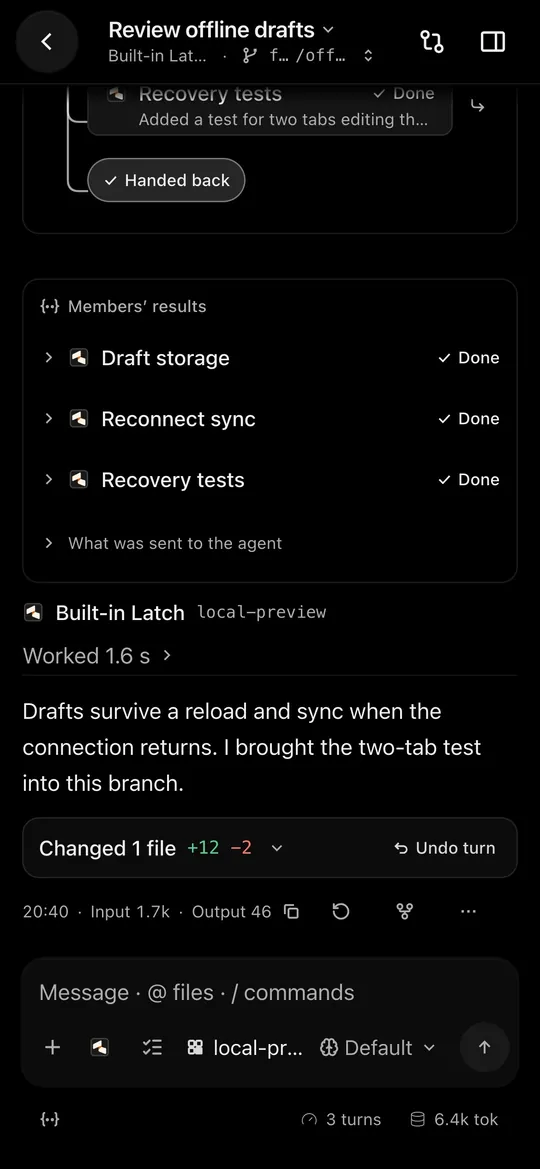 Review offline drafts
Built-in Lat… · f… /off…
Recovery tests Done
Added a test for two tabs editing th…
Handed back
Members’ results
Draft storage Done
Reconnect sync Done
Recovery tests Done
What was sent to the agent
Built-in Latch local-preview
Worked 1.6 s
Drafts survive a reload and sync when the
connection returns. I brought the two-tab test
into this branch.
Changed 1 file +12 −2 Undo turn
20:40 · Input 1.7k · Output 46
Message · @ files · / commands
local-pr… Default
3 turns 6.4k tok